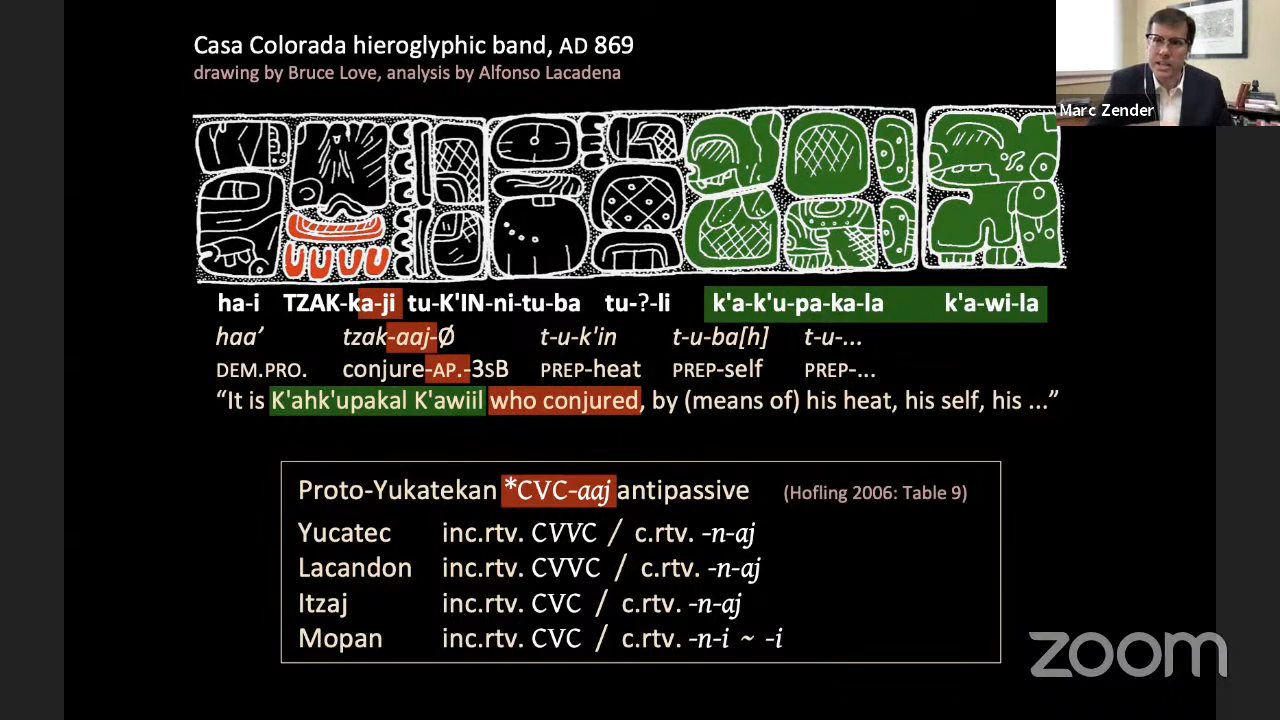 Casa Colorada hieroglyphic band, AD 869
drawing by Bruce Love, analysis by Alfonso Lacadena
Marc Zender
ha-i TZAK-ka-ji tu-K'IN-ni-tu-ba tu-?-li k'a-k'u-pa-ka-la k'a-wi-la
haa’ tzak-aaj-Ø t-u-k'in t-u-ba[h] t-u-...
DEM.PRO. conjure-AP.-3SB PREP-heat PREP-self PREP-...
“It is K'ahk'upakal K'awiil who conjured, by (means of) his heat, his self, his ...”
Proto-Yukatekan *CVC-aaj antipassive (Hofling 2006: Table 9)
Yucatec inc.rtv. CVVC / c.rtv. -n-aj
Lacandon inc.rtv. CVVC / c.rtv. -n-aj
Itzaj inc.rtv. CVC / c.rtv. -n-aj
Mopan inc.rtv. CVC / c.rtv. -n-i ~ -i
zoom